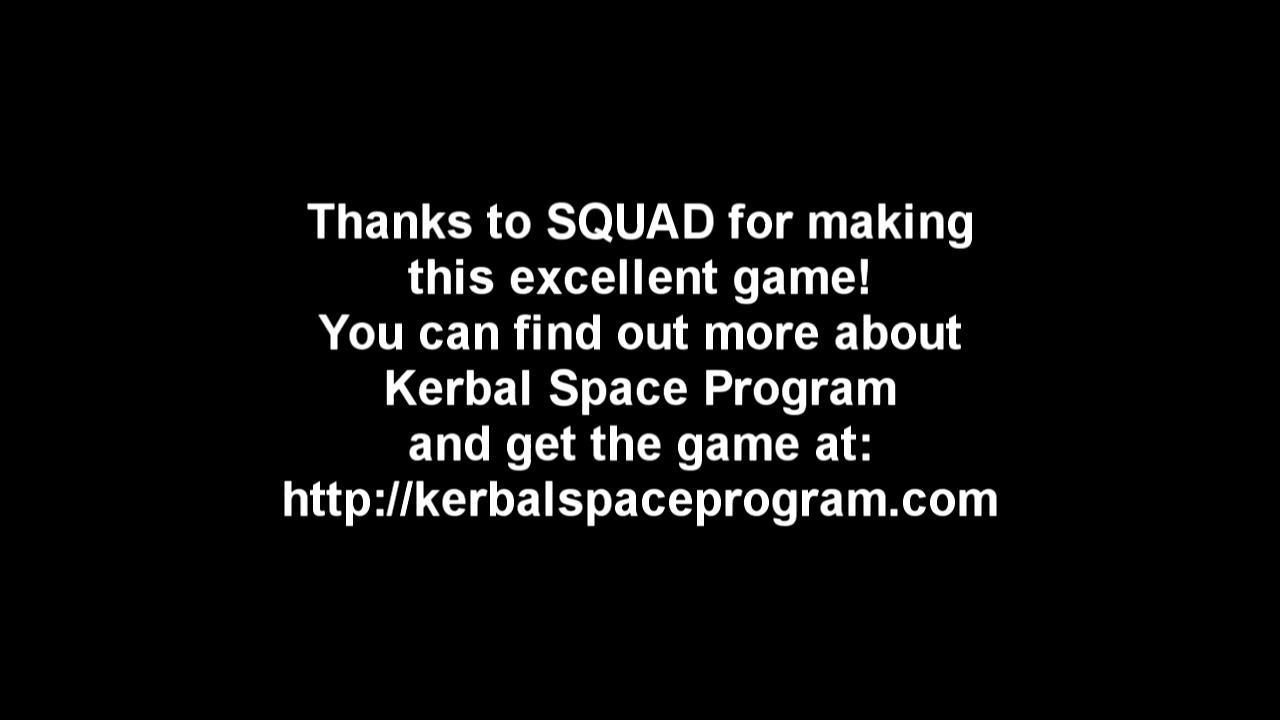 Thanks to SQUAD for making
this excellent game!
You can find out more about
Kerbal Space Program
and get the game at:
http://kerbalspaceprogram.com